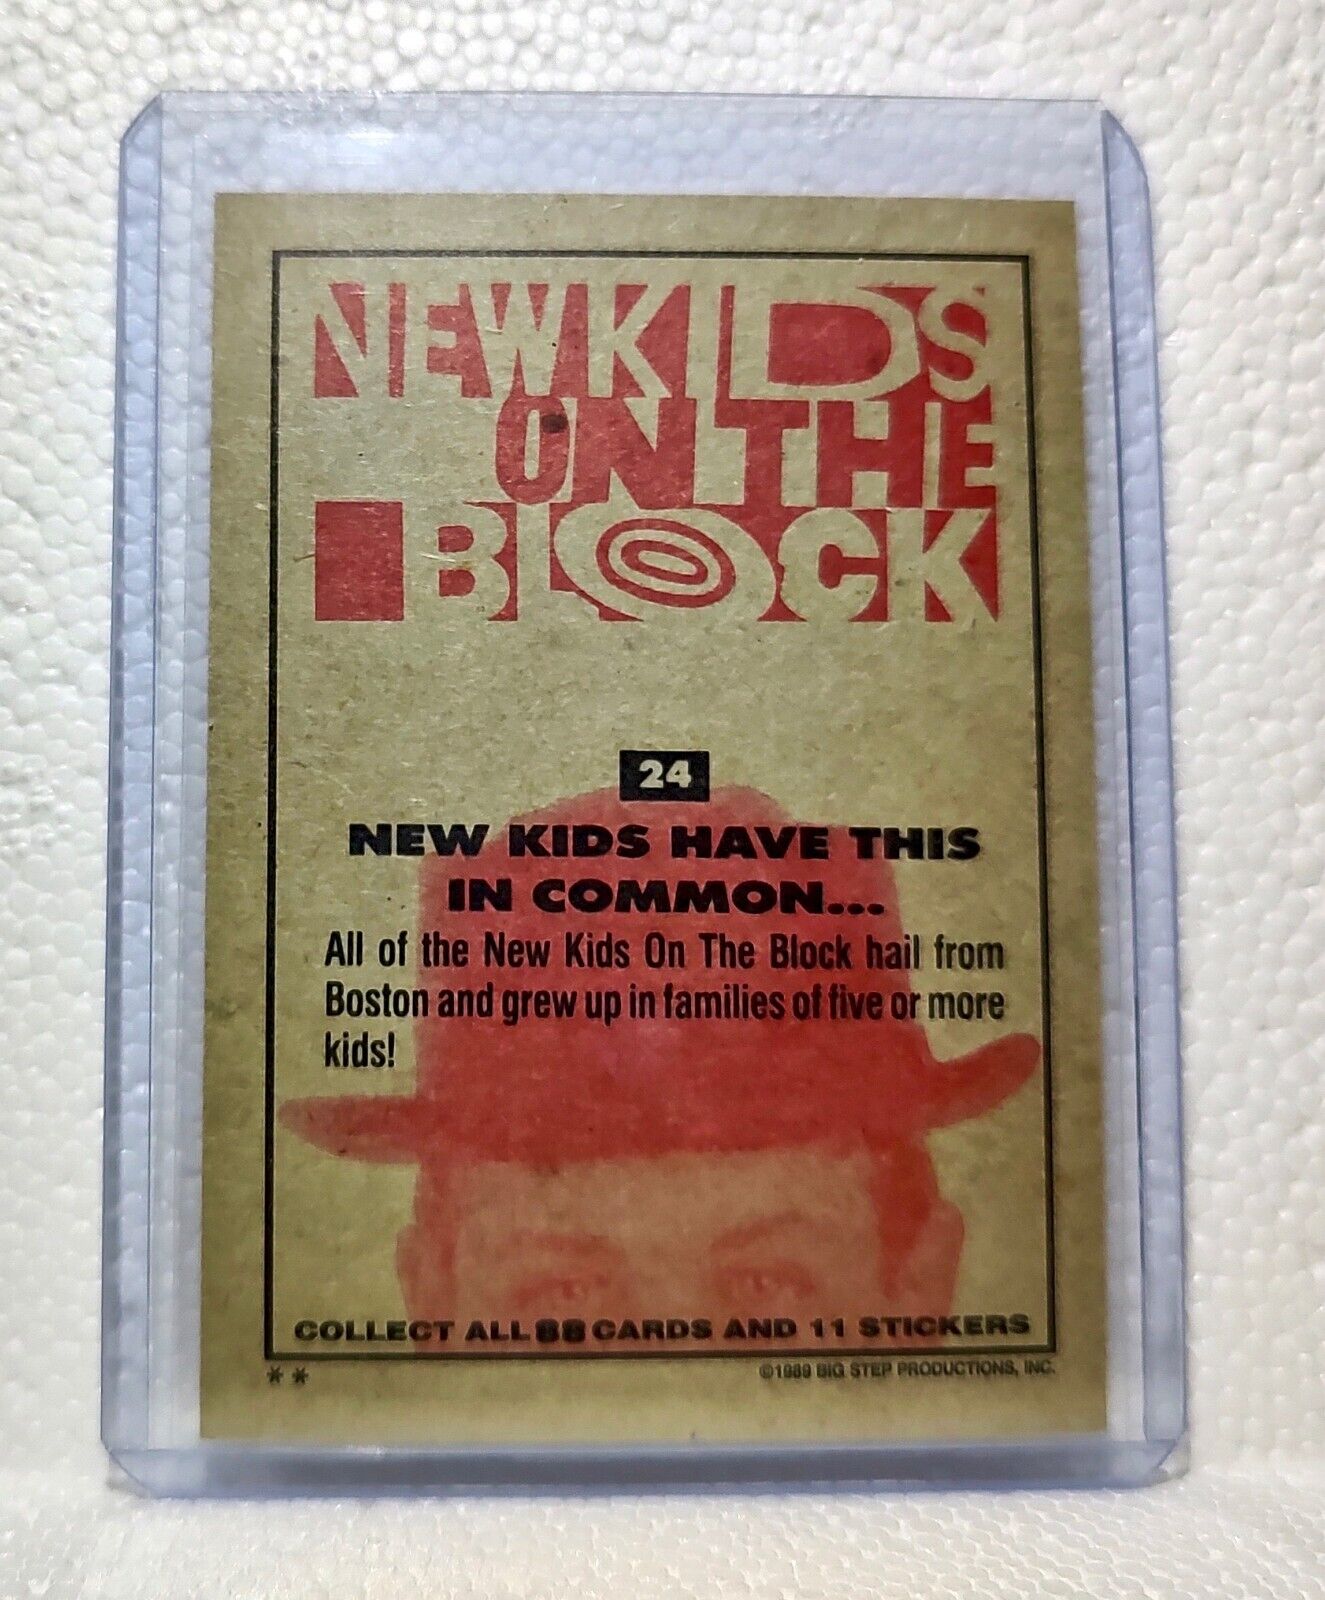 NEW KIDS
ON THE
BLOCK
24
NEW KIDS HAVE THIS
IN COMMON...
All of the New Kids On The Block hail from
Boston and grew up in families of five or more
kids!
COLLECT ALL 88 CARDS AND 11 STICKERS
** ©1989 BIG STEP PRODUCTIONS, INC.